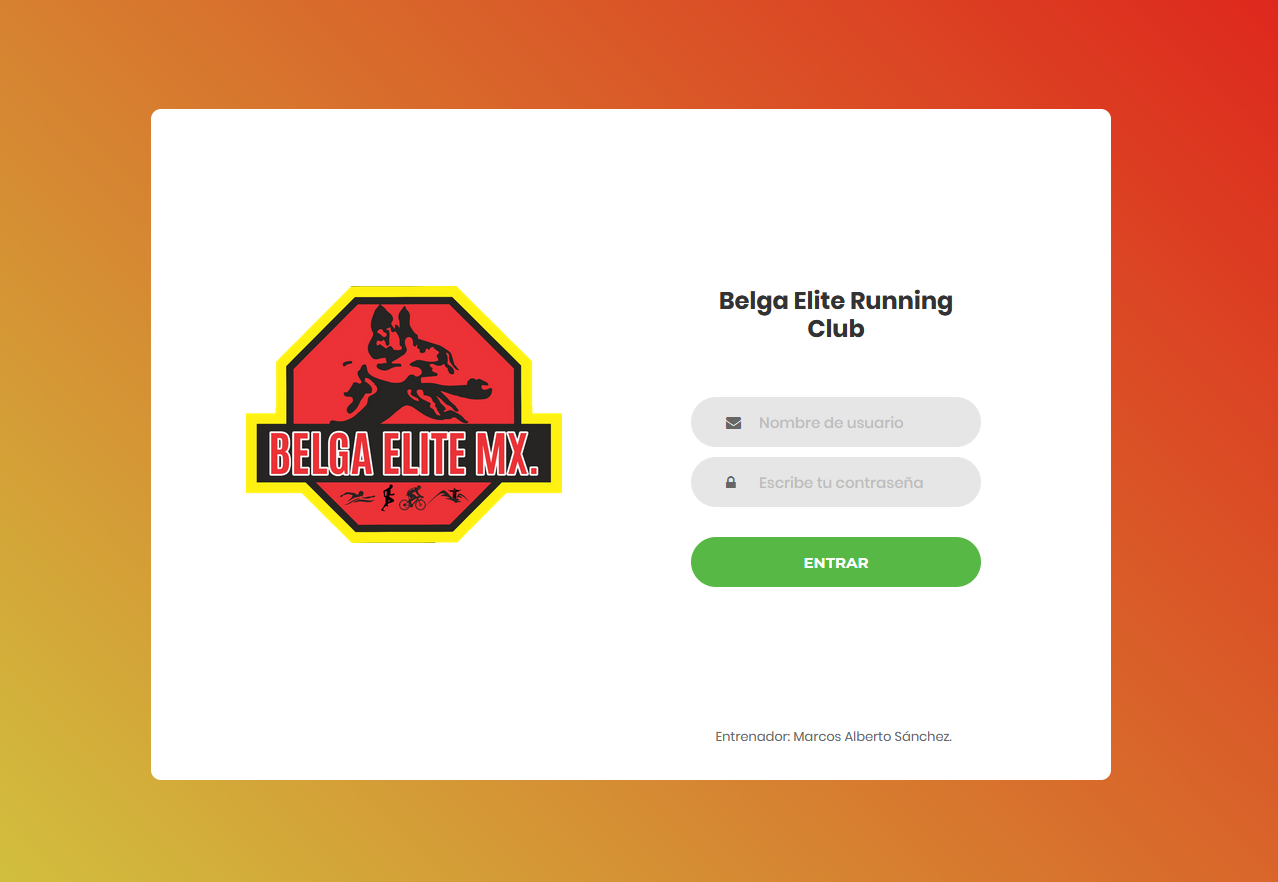 Belga Elite Running
Club
BELGA ELITE MX.
Nombre de usuario
Escribe tu contraseña
ENTRAR
Entrenador: Marcos Alberto Sánchez.